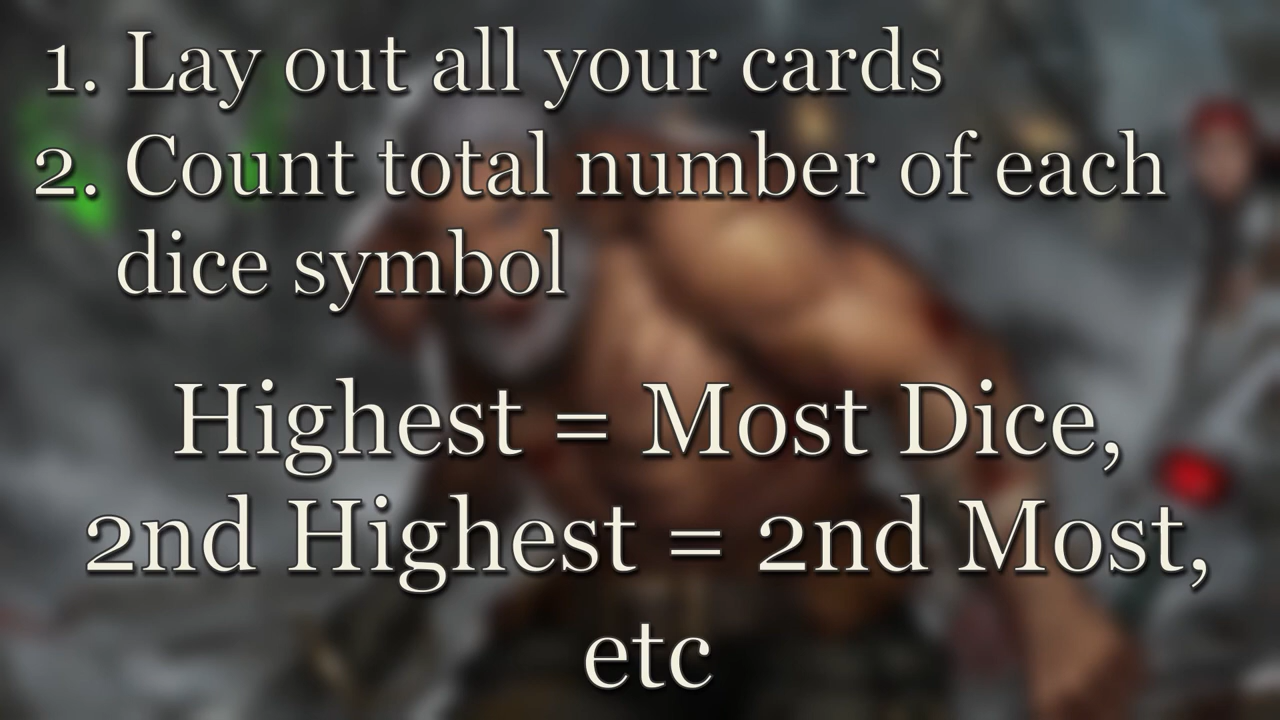 1. Lay out all your cards
2. Count total number of each
dice symbol
Highest = Most Dice,
2nd Highest = 2nd Most,
etc